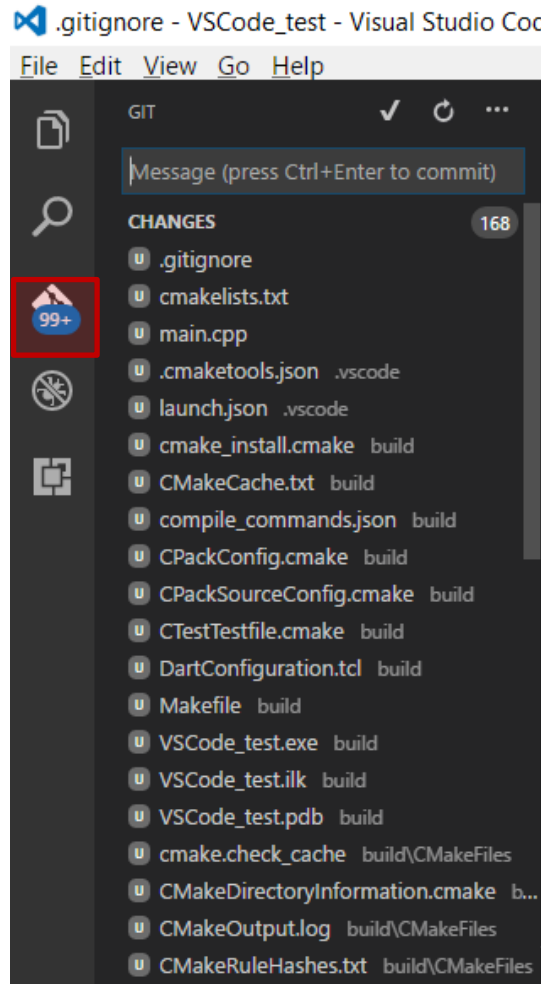 .gitignore - VSCode_test - Visual Studio Cod
File Edit View Go Help
GIT
Message (press Ctrl+Enter to commit)
CHANGES 168
U .gitignore
U cmakelists.txt
99+
U main.cpp
U .cmaketools.json .vscode
U launch.json .vscode
U cmake_install.cmake build
U CMakeCache.txt build
U compile_commands.json build
U CPackConfig.cmake build
U CPackSourceConfig.cmake build
U CTestTestfile.cmake build
U DartConfiguration.tcl build
U Makefile build
U VSCode_test.exe build
U VSCode_test.ilk build
U VSCode_test.pdb build
U cmake.check_cache build\CMakeFiles
U CMakeDirectoryInformation.cmake b...
U CMakeOutput.log build\CMakeFiles
U CMakeRuleHashes.txt build\CMakeFiles